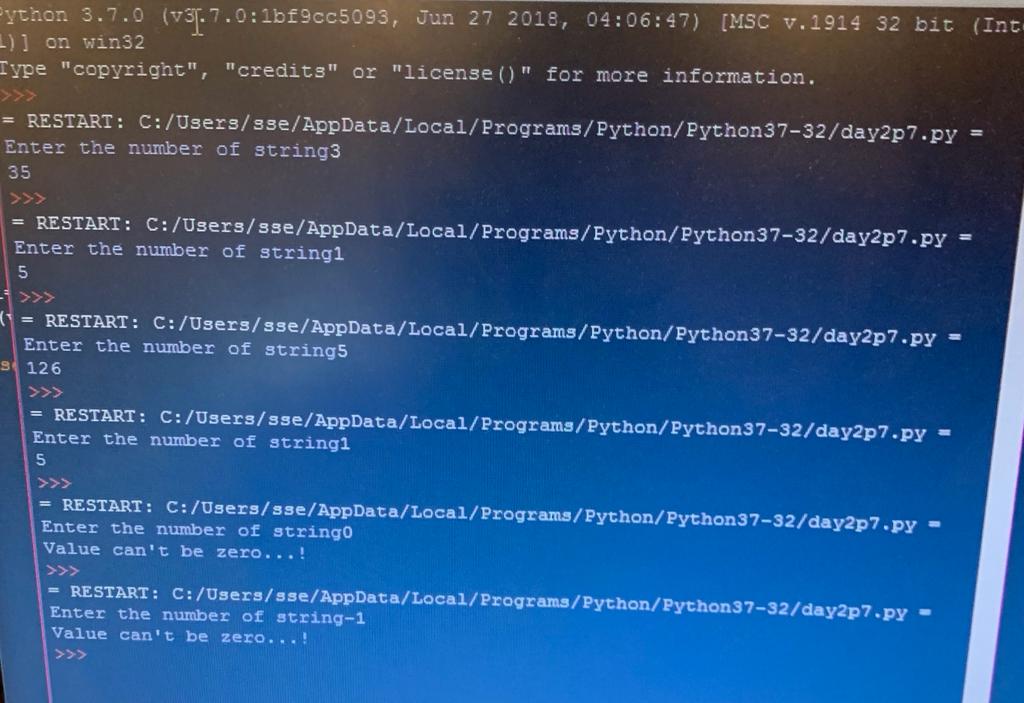 ython 3.7.0 (v3.7.0:1bf9cc5093, Jun 27 2018, 04:06:47) [MSC v.1914 32 bit (Int
l)] on win32
Type "copyright", "credits" or "license()" for more information.
>>>
= RESTART: C:/Users/sse/AppData/Local/Programs/Python/Python37-32/day2p7.py =
Enter the number of string3
35
>>>
= RESTART: C:/Users/sse/AppData/Local/Programs/Python/Python37-32/day2p7.py =
Enter the number of string1
5
>>>
= RESTART: C:/Users/sse/AppData/Local/Programs/Python/Python37-32/day2p7.py =
Enter the number of string5
126
>>>
= RESTART: C:/Users/sse/AppData/Local/Programs/Python/Python37-32/day2p7.py =
Enter the number of string1
5
>>>
= RESTART: C:/Users/sse/AppData/Local/Programs/Python/Python37-32/day2p7.py =
Enter the number of string0
Value can't be zero...!
>>>
= RESTART: C:/Users/sse/AppData/Local/Programs/Python/Python37-32/day2p7.py =
Enter the number of string-1
Value can't be zero...!
>>>